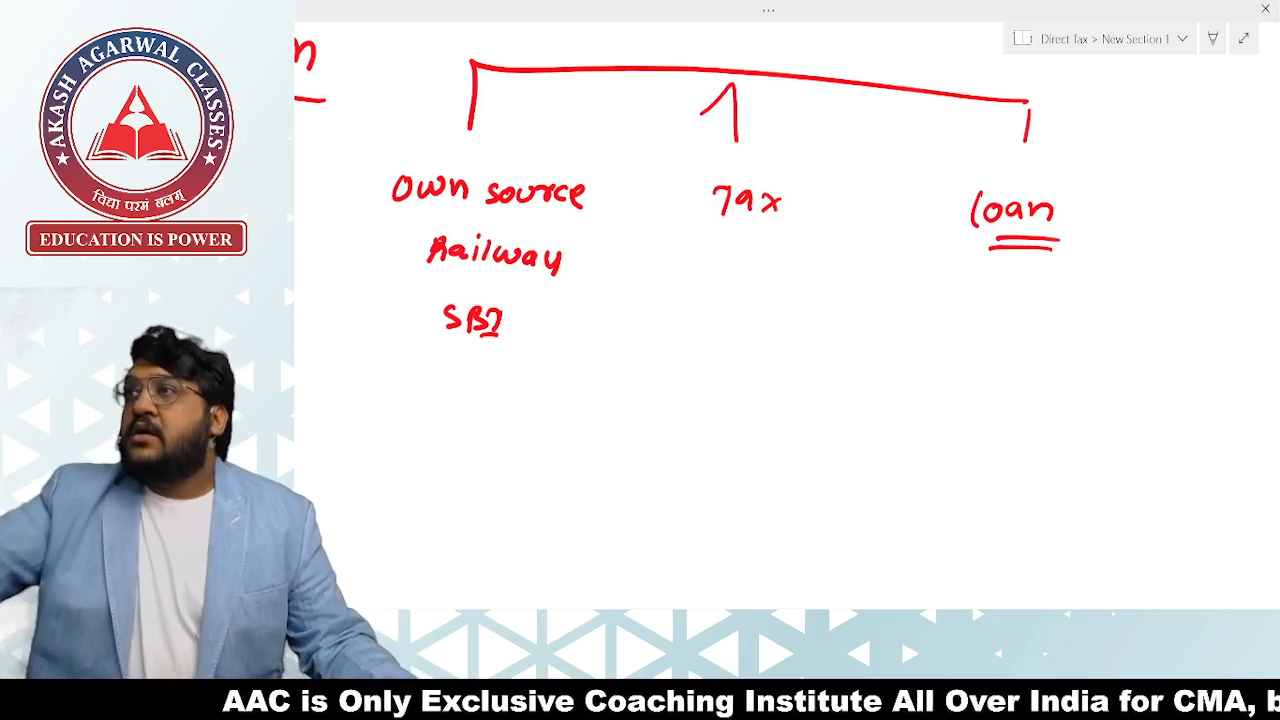 AKASH AGARWAL CLASSES
विद्या परमं बलम्
EDUCATION IS POWER
Direct Tax > New Section 1
n
Own source
Railway
SBI
Tax
loan
AAC is Only Exclusive Coaching Institute All Over India for CMA, b